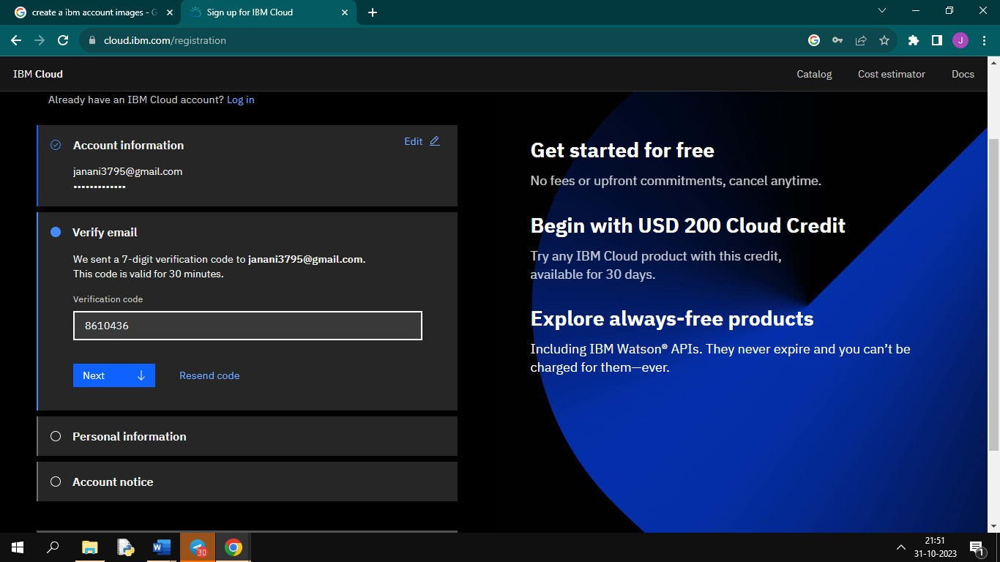 create a ibm account images - G
Sign up for IBM Cloud
cloud.ibm.com/registration
J
IBM Cloud
Catalog
Cost estimator
Docs
Already have an IBM Cloud account? Log in
Account information
Edit
janani3795@gmail.com
•••••••••••••
Verify email
We sent a 7-digit verification code to janani3795@gmail.com.
This code is valid for 30 minutes.
Verification code
8610436
Next
Resend code
Personal information
Account notice
Get started for free
No fees or upfront commitments, cancel anytime.
Begin with USD 200 Cloud Credit
Try any IBM Cloud product with this credit,
available for 30 days.
Explore always-free products
Including IBM Watson® APIs. They never expire and you can’t be
charged for them—ever.
W
30
21:51
31-10-2023
1